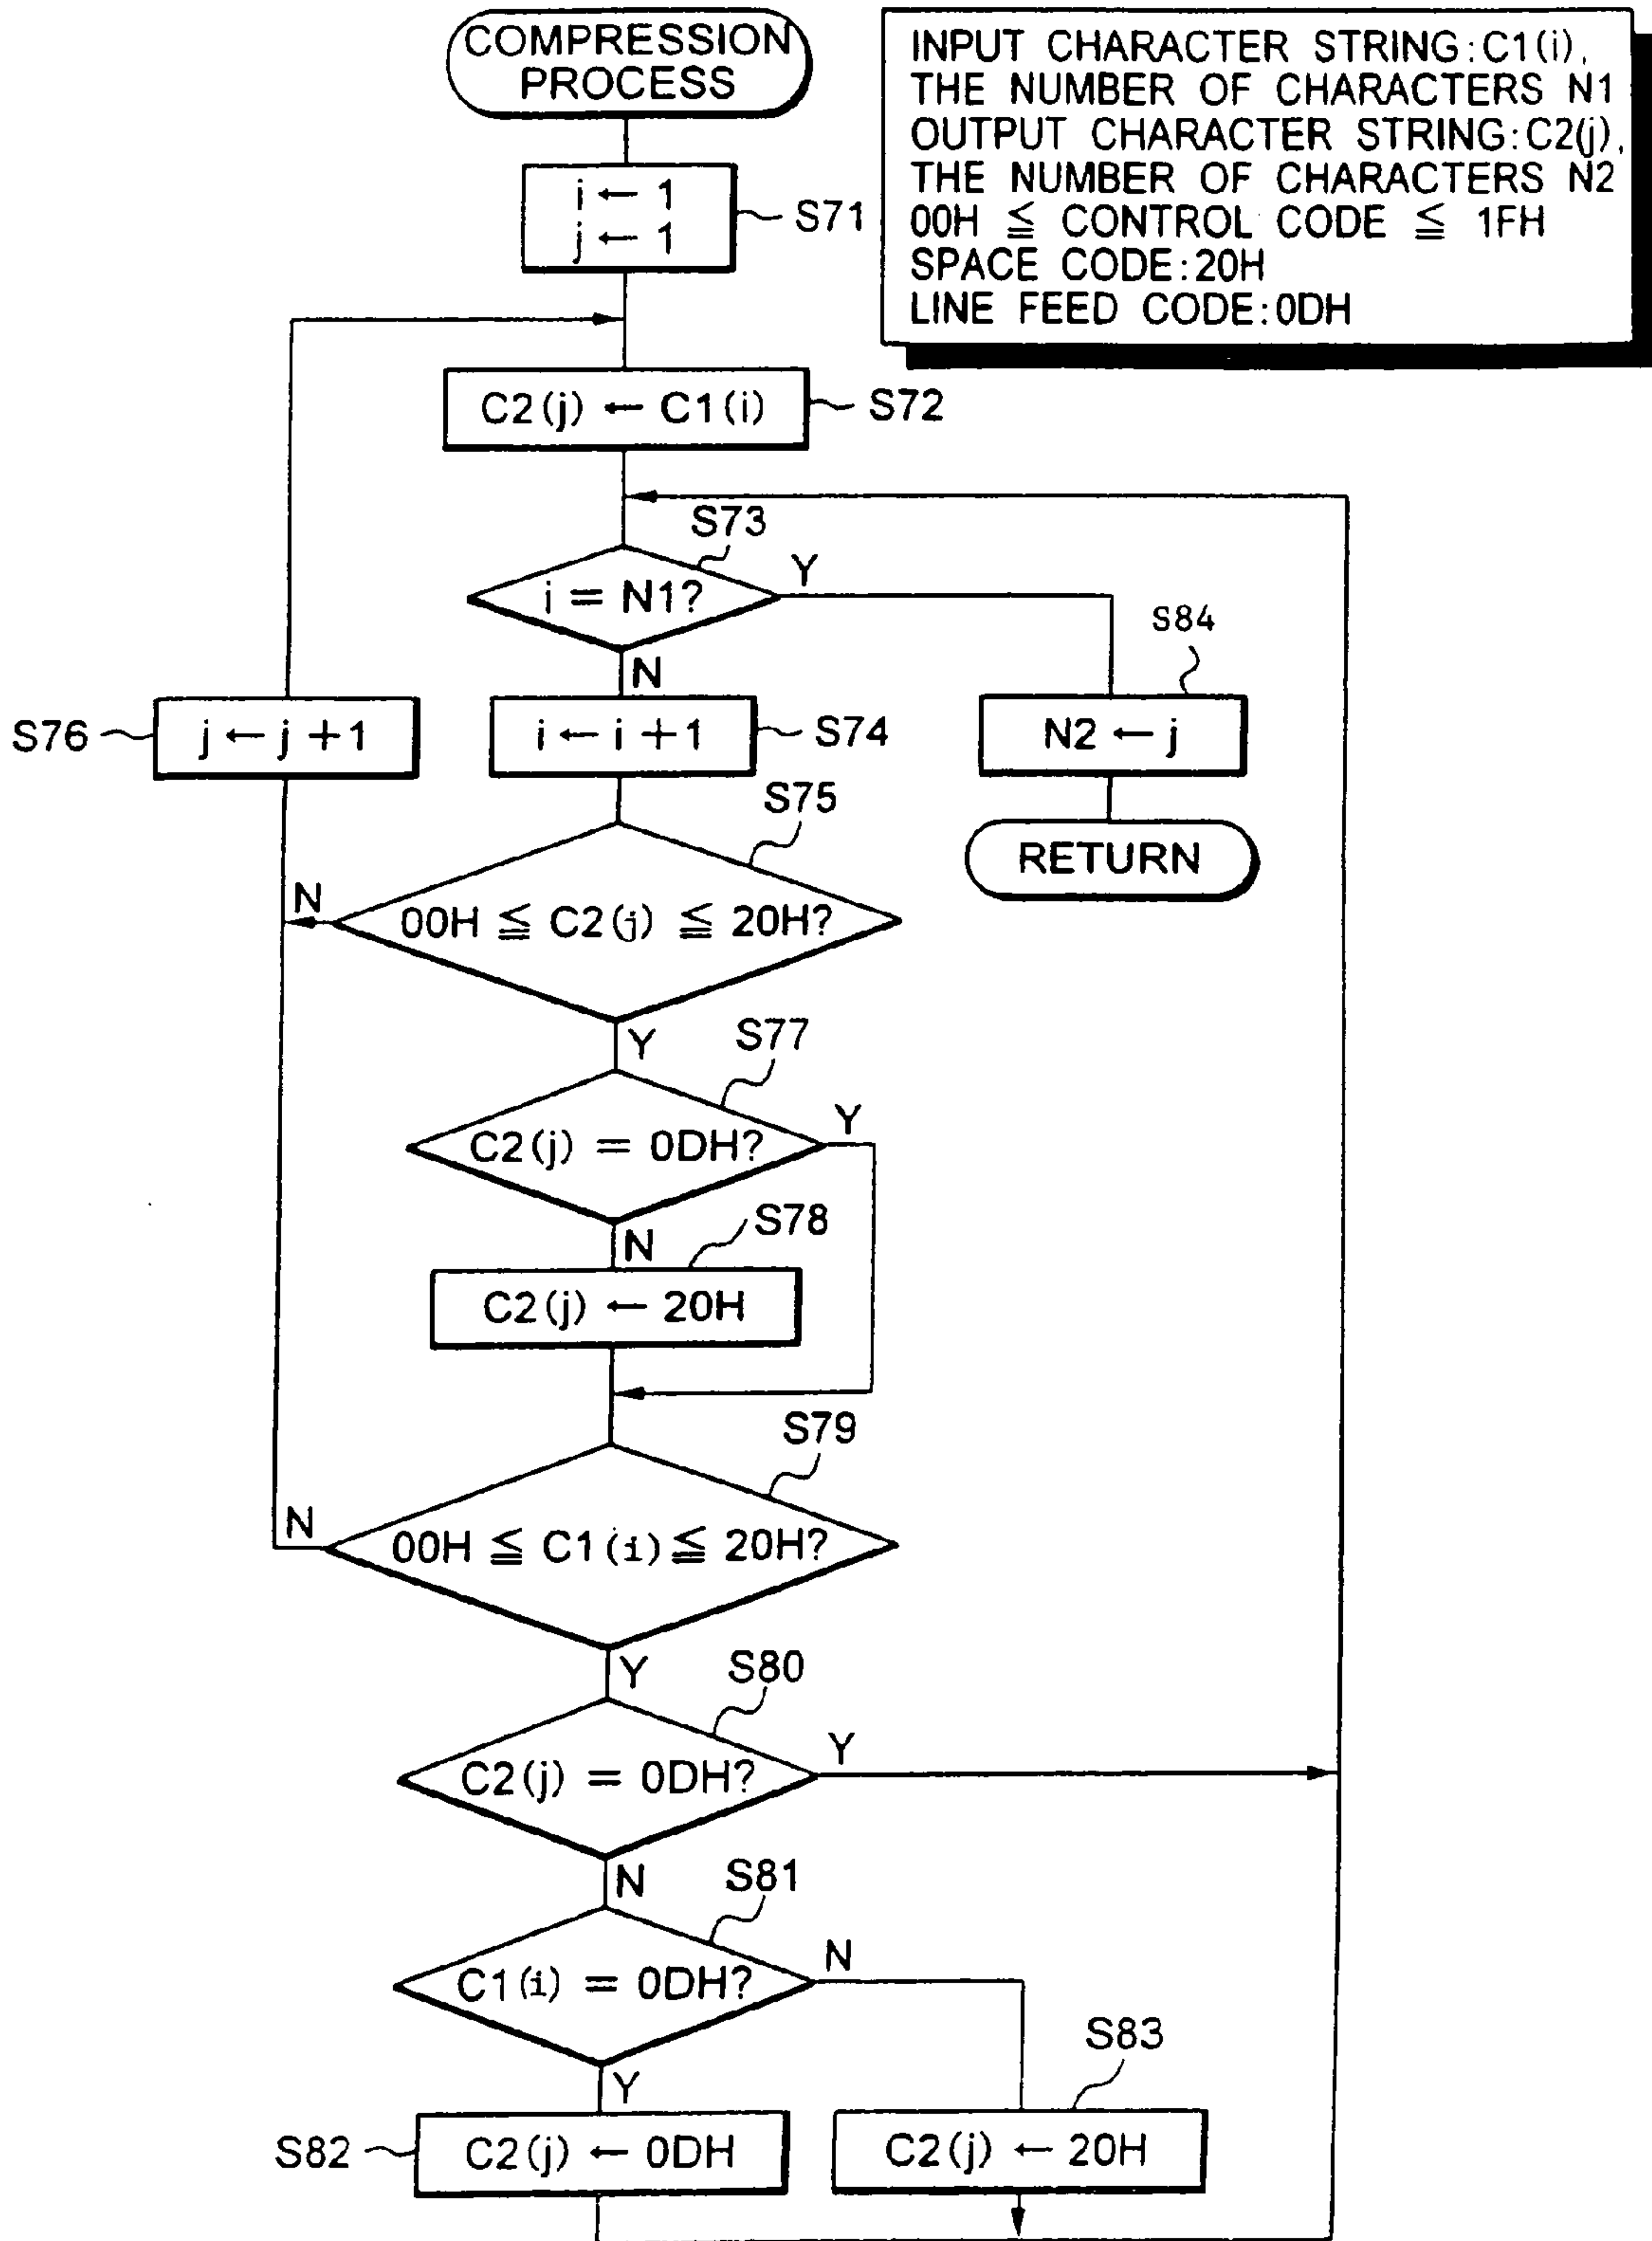 COMPRESSION
PROCESS
INPUT CHARACTER STRING:C1(i),
THE NUMBER OF CHARACTERS N1
OUTPUT CHARACTER STRING:C2(j),
THE NUMBER OF CHARACTERS N2
00H ≦ CONTROL CODE ≦ 1FH
SPACE CODE:20H
LINE FEED CODE:0DH
i ← 1
j ← 1
S71
C2(j) ← C1(i)
S72
S73
i = N1?
Y
N
S84
S76
j ← j +1
i ← i +1
S74
N2 ← j
S75
RETURN
N
00H ≦ C2(j) ≦ 20H?
Y
S77
C2(j) = 0DH?
Y
N
S78
C2(j) ← 20H
S79
N
00H ≦ C1(i) ≦ 20H?
Y
S80
C2(j) = 0DH?
Y
N
S81
C1(i) = 0DH?
N
Y
S83
S82
C2(j) ← 0DH
C2(j) ← 20H